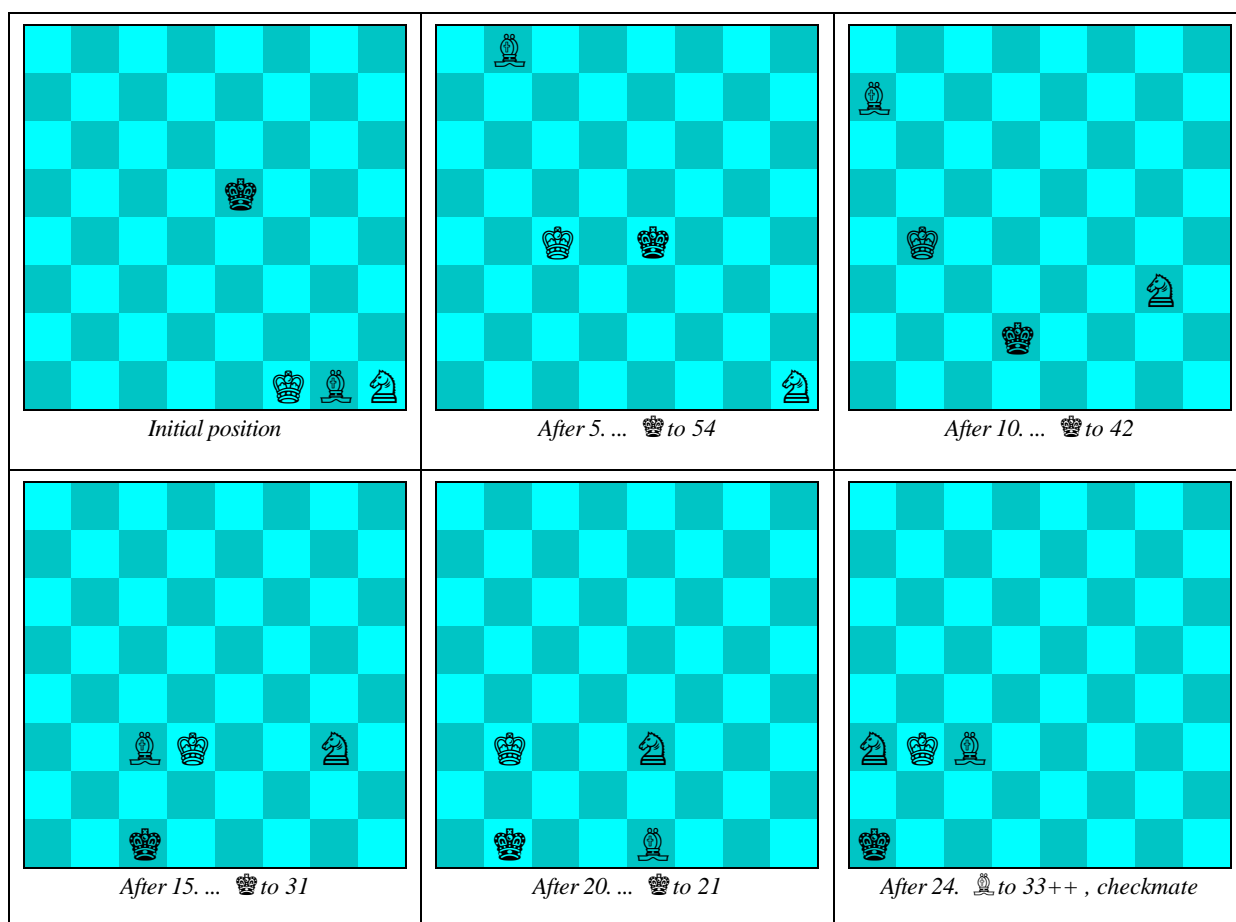 Initial position
After 5. ... ♚ to 54
After 10. ... ♚ to 42
After 15. ... ♚ to 31
After 20. ... ♚ to 21
After 24. ♗ to 33++ , checkmate